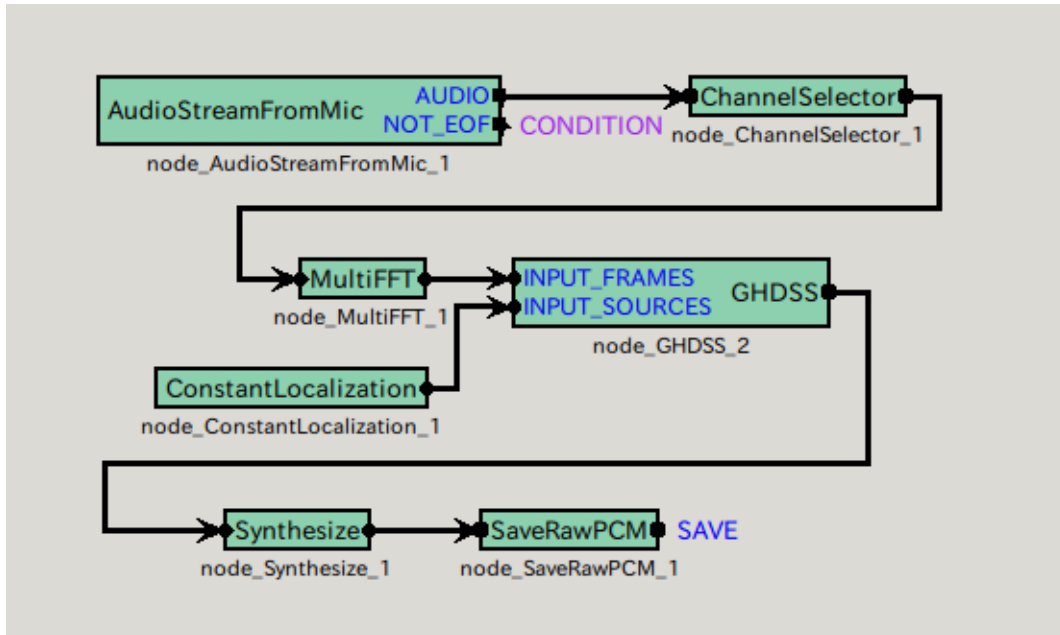 AudioStreamFromMic
AUDIO
NOT_EOF
CONDITION
node_AudioStreamFromMic_1
ChannelSelector
node_ChannelSelector_1
MultiFFT
node_MultiFFT_1
INPUT_FRAMES
INPUT_SOURCES
GHDSS
node_GHDSS_2
ConstantLocalization
node_ConstantLocalization_1
Synthesize
node_Synthesize_1
SaveRawPCM
SAVE
node_SaveRawPCM_1